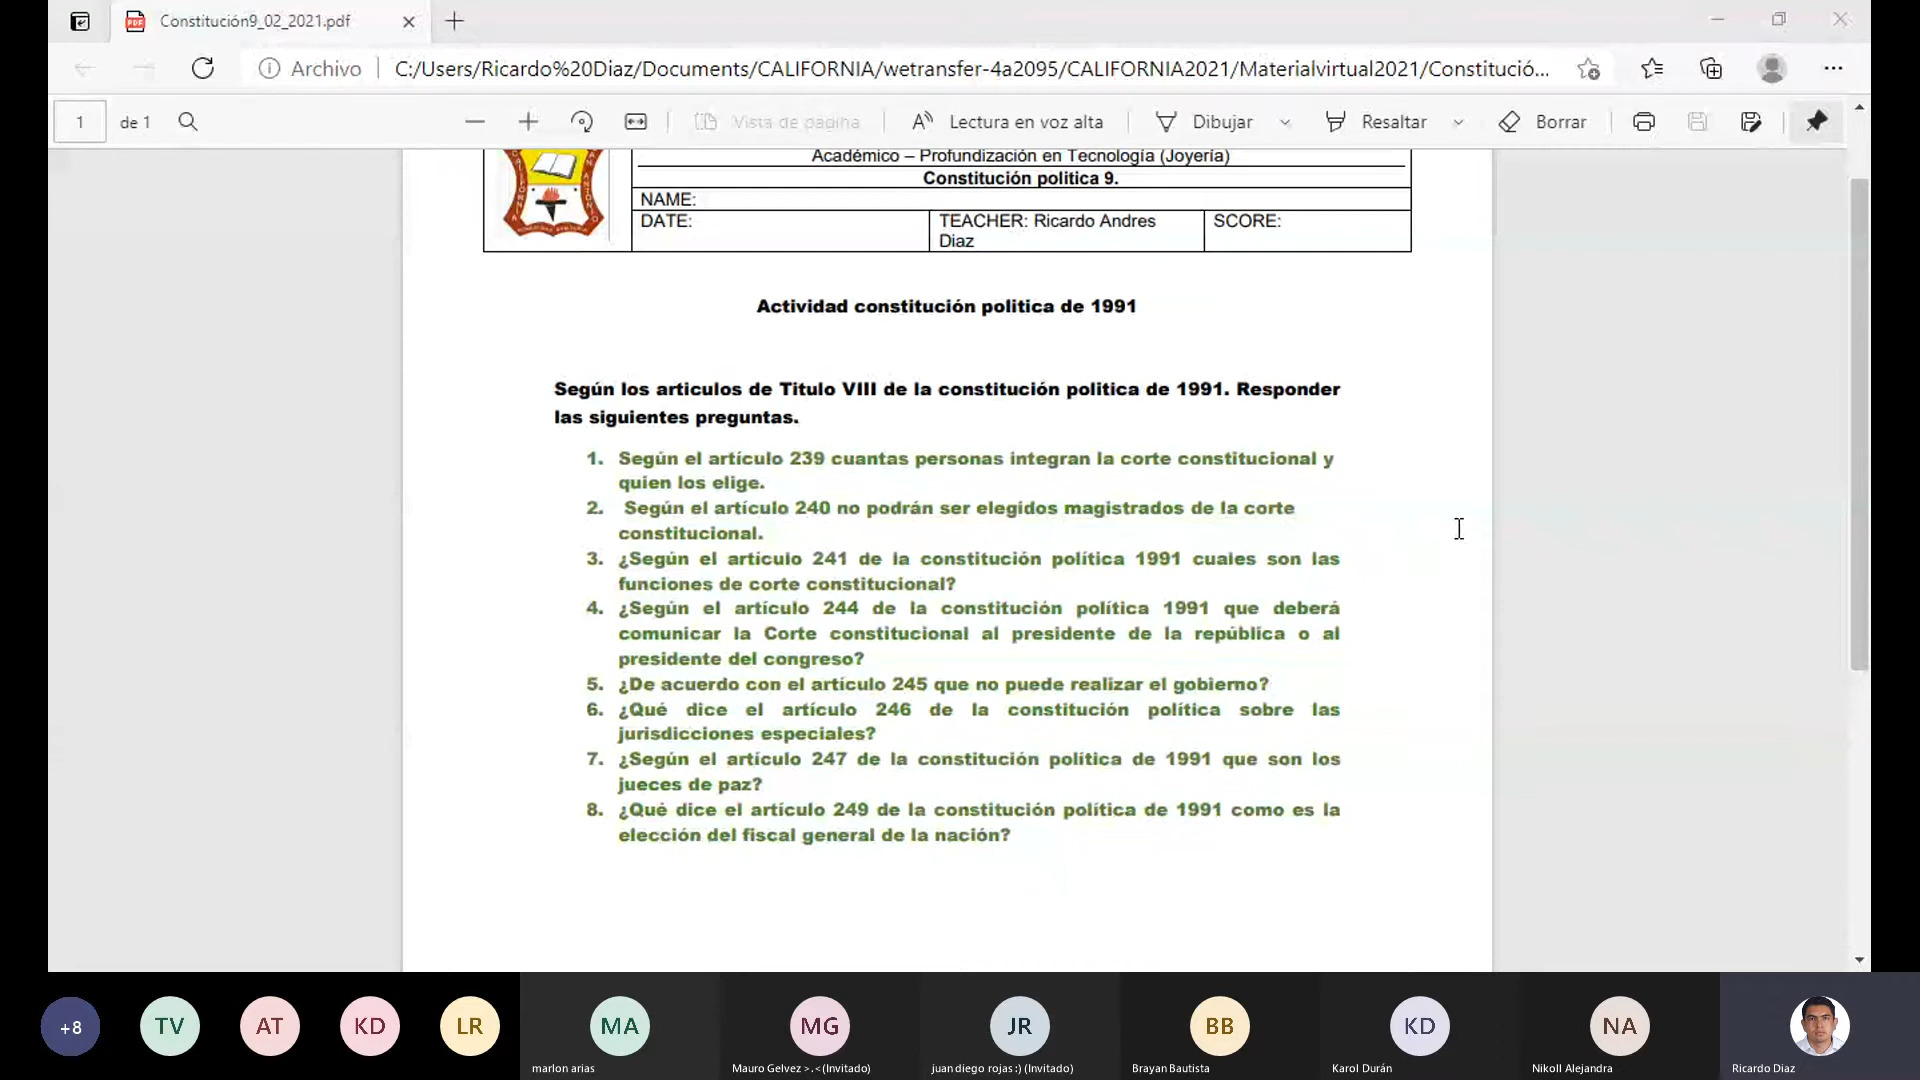 Constitución9_02_2021.pdf
Archivo
C:/Users/Ricardo%20Diaz/Documents/CALIFORNIA/wetransfer-4a2095/CALIFORNIA2021/Materialvirtual2021/Constitució...
1 de 1
Vista de página
Lectura en voz alta
Dibujar
Resaltar
Borrar
Académico – Profundización en Tecnología (Joyería)
Constitución politica 9.
NAME:
DATE:
TEACHER: Ricardo Andres
Diaz
SCORE:
Actividad constitución politica de 1991
Según los articulos de Titulo VIII de la constitución politica de 1991. Responder
las siguientes preguntas.
1. Según el artículo 239 cuantas personas integran la corte constitucional y
quien los elige.
2. Según el artículo 240 no podrán ser elegidos magistrados de la corte
constitucional.
3. ¿Según el artículo 241 de la constitución política 1991 cuales son las
funciones de corte constitucional?
4. ¿Según el artículo 244 de la constitución política 1991 que deberá
comunicar la Corte constitucional al presidente de la república o al
presidente del congreso?
5. ¿De acuerdo con el artículo 245 que no puede realizar el gobierno?
6. ¿Qué dice el artículo 246 de la constitución política sobre las
jurisdicciones especiales?
7. ¿Según el artículo 247 de la constitución política de 1991 que son los
jueces de paz?
8. ¿Qué dice el artículo 249 de la constitución política de 1991 como es la
elección del fiscal general de la nación?
+8
TV
AT
KD
LR
MA
MG
JR
BB
KD
NA
marlon arias
Mauro Gelvez >.< (Invitado)
juan diego rojas :) (Invitado)
Brayan Bautista
Karol Durán
Nikoll Alejandra
Ricardo Diaz